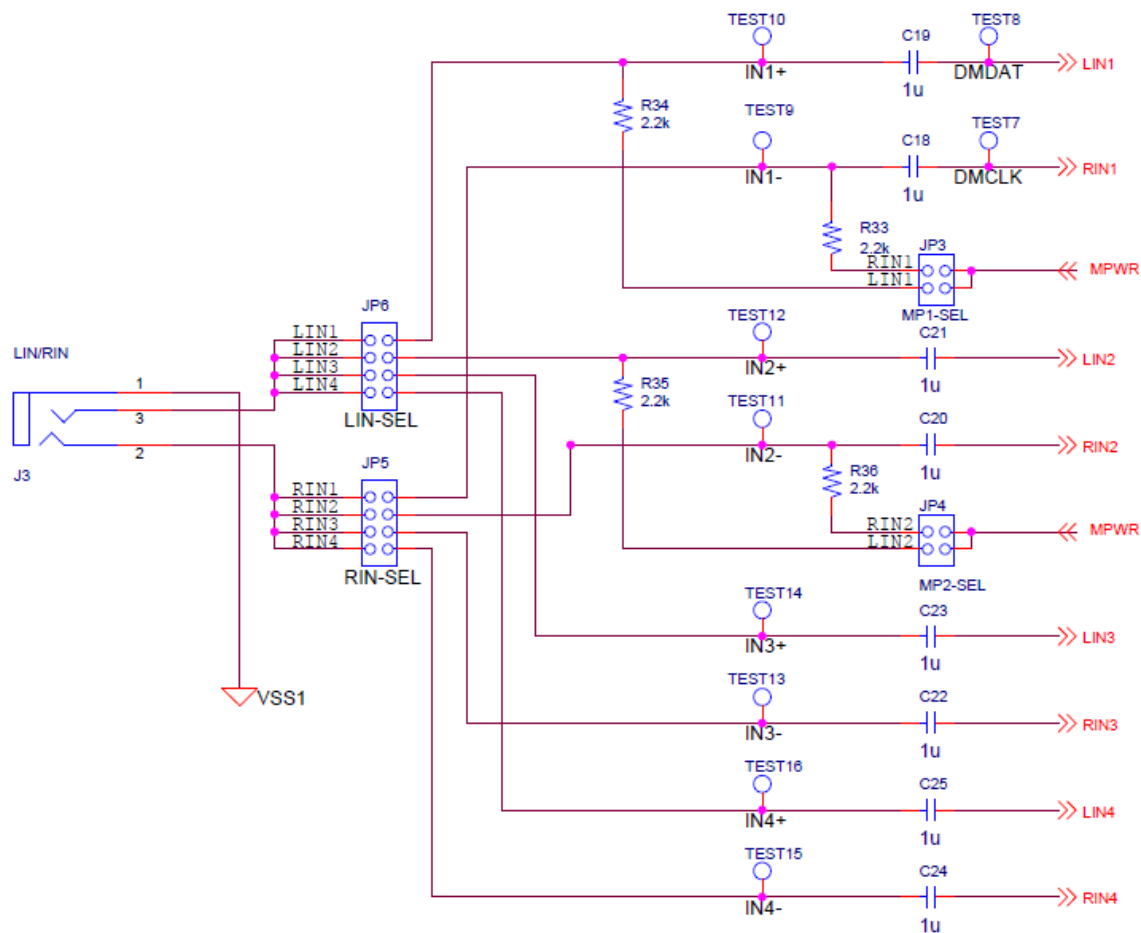 TEST10
C19
TEST8
LIN1
IN1+
1u
DMDAT
R34
2.2k
TEST9
C18
TEST7
RIN1
IN1-
1u
DMCLK
R33
2.2k
JP3
RIN1
LIN1
MPWR
MP1-SEL
JP6
TEST12
C21
LIN1
LIN2
LIN3
LIN4
LIN-SEL
LIN2
IN2+
1u
R35
2.2k
LIN/RIN
1
3
2
J3
TEST11
C20
RIN2
IN2-
1u
JP5
RIN1
RIN2
RIN3
RIN4
RIN-SEL
R36
2.2k
JP4
RIN2
LIN2
MPWR
MP2-SEL
TEST14
C23
LIN3
IN3+
1u
VSS1
TEST13
C22
RIN3
IN3-
1u
TEST16
C25
LIN4
IN4+
1u
TEST15
C24
RIN4
IN4-
1u